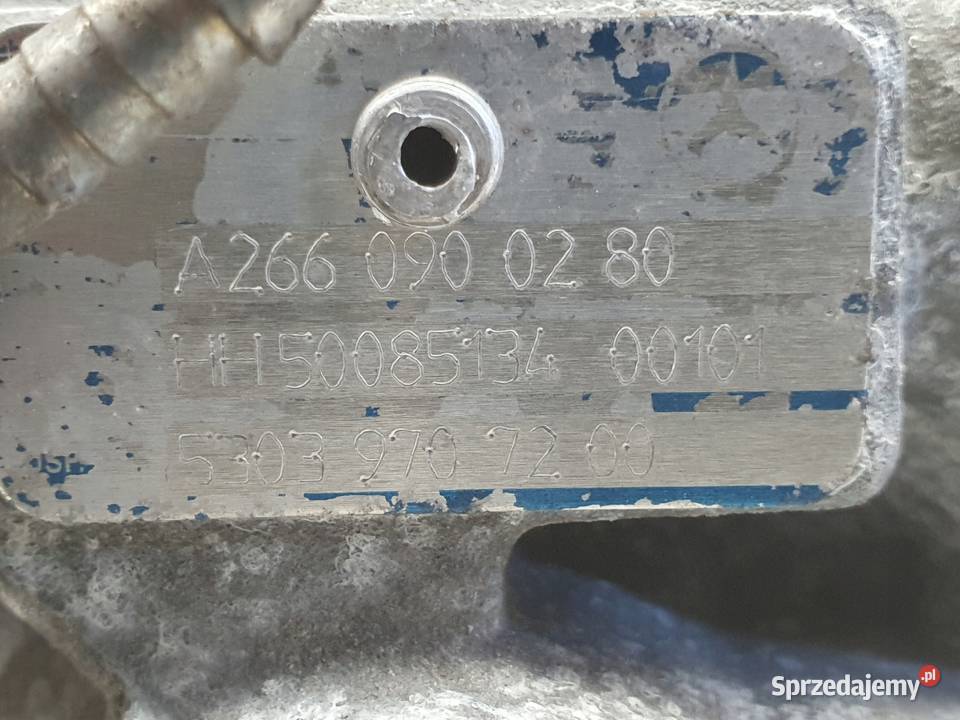 A266 090 02 80
HH50085134 00101
5303 970 72 00
Sprzedajemy.pl